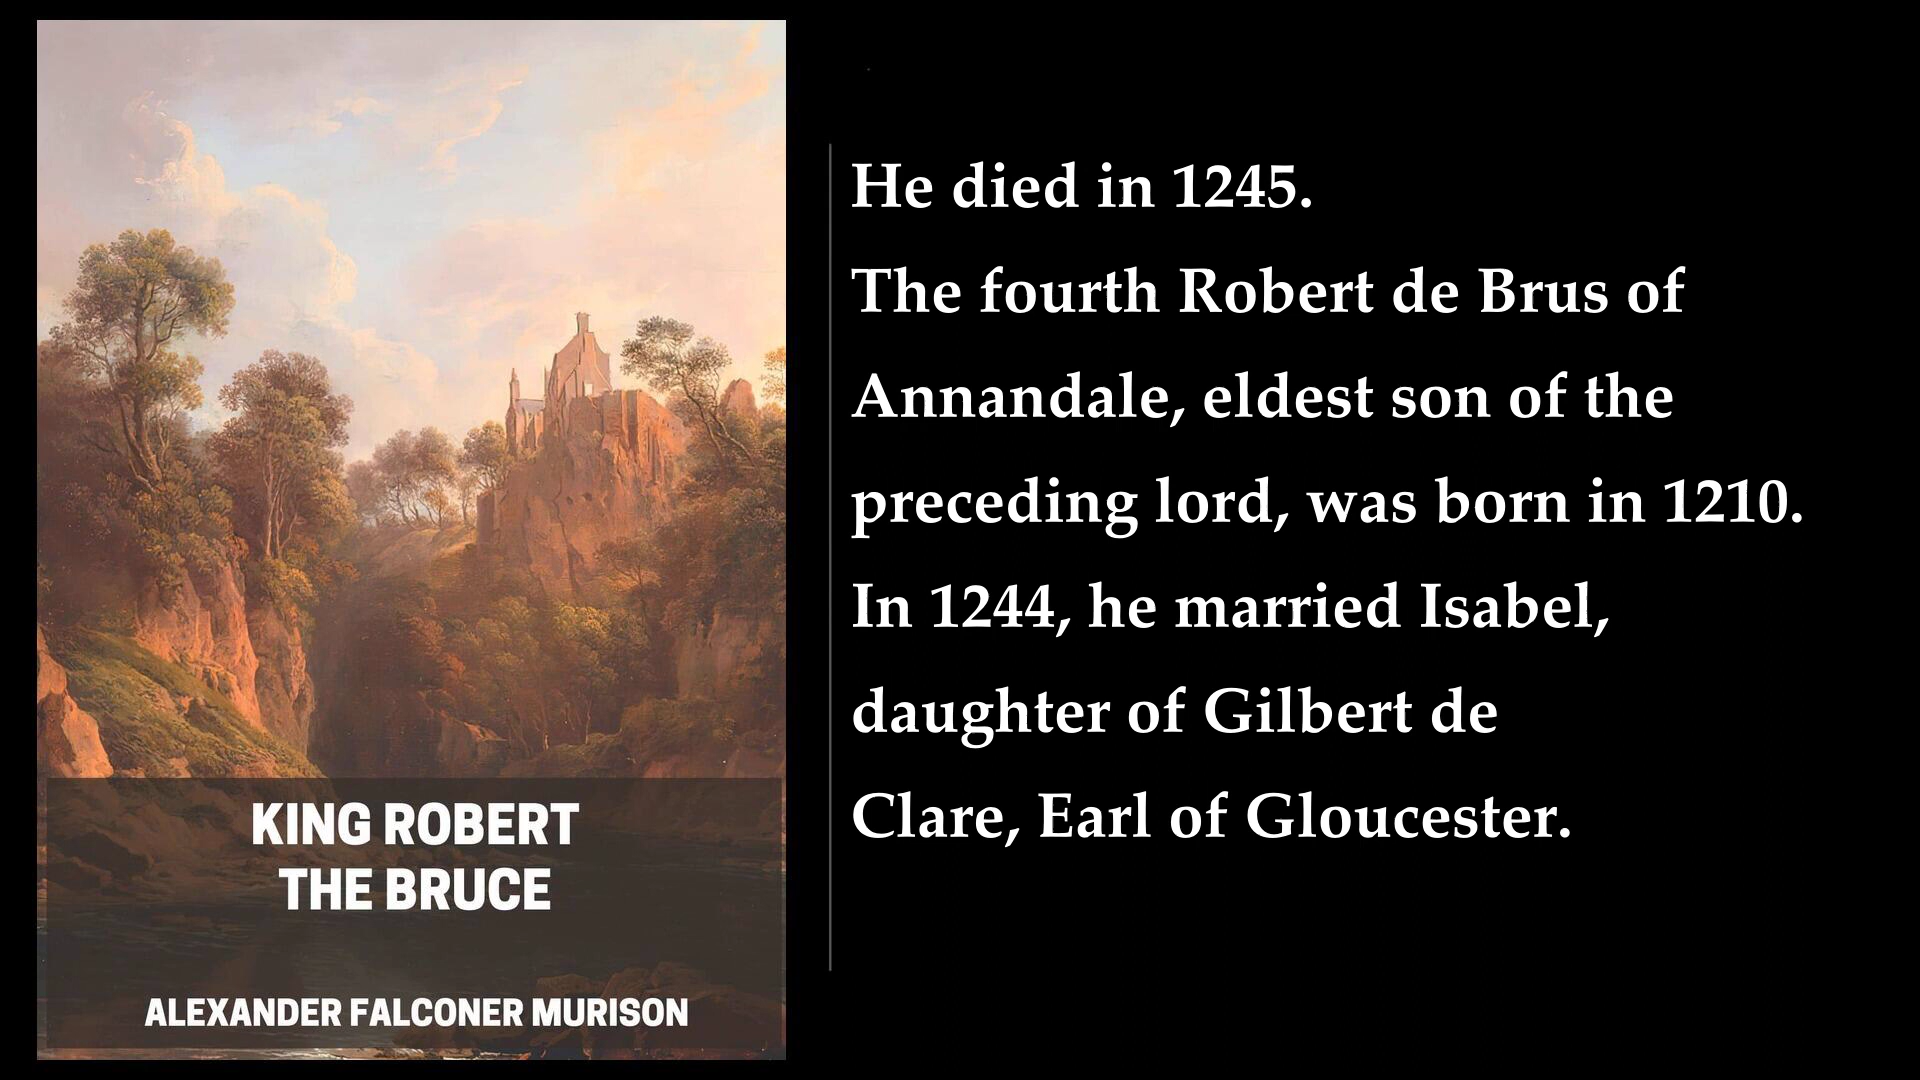 KING ROBERT
THE BRUCE
ALEXANDER FALCONER MURISON
He died in 1245.
The fourth Robert de Brus of
Annandale, eldest son of the
preceding lord, was born in 1210.
In 1244, he married Isabel,
daughter of Gilbert de
Clare, Earl of Gloucester.